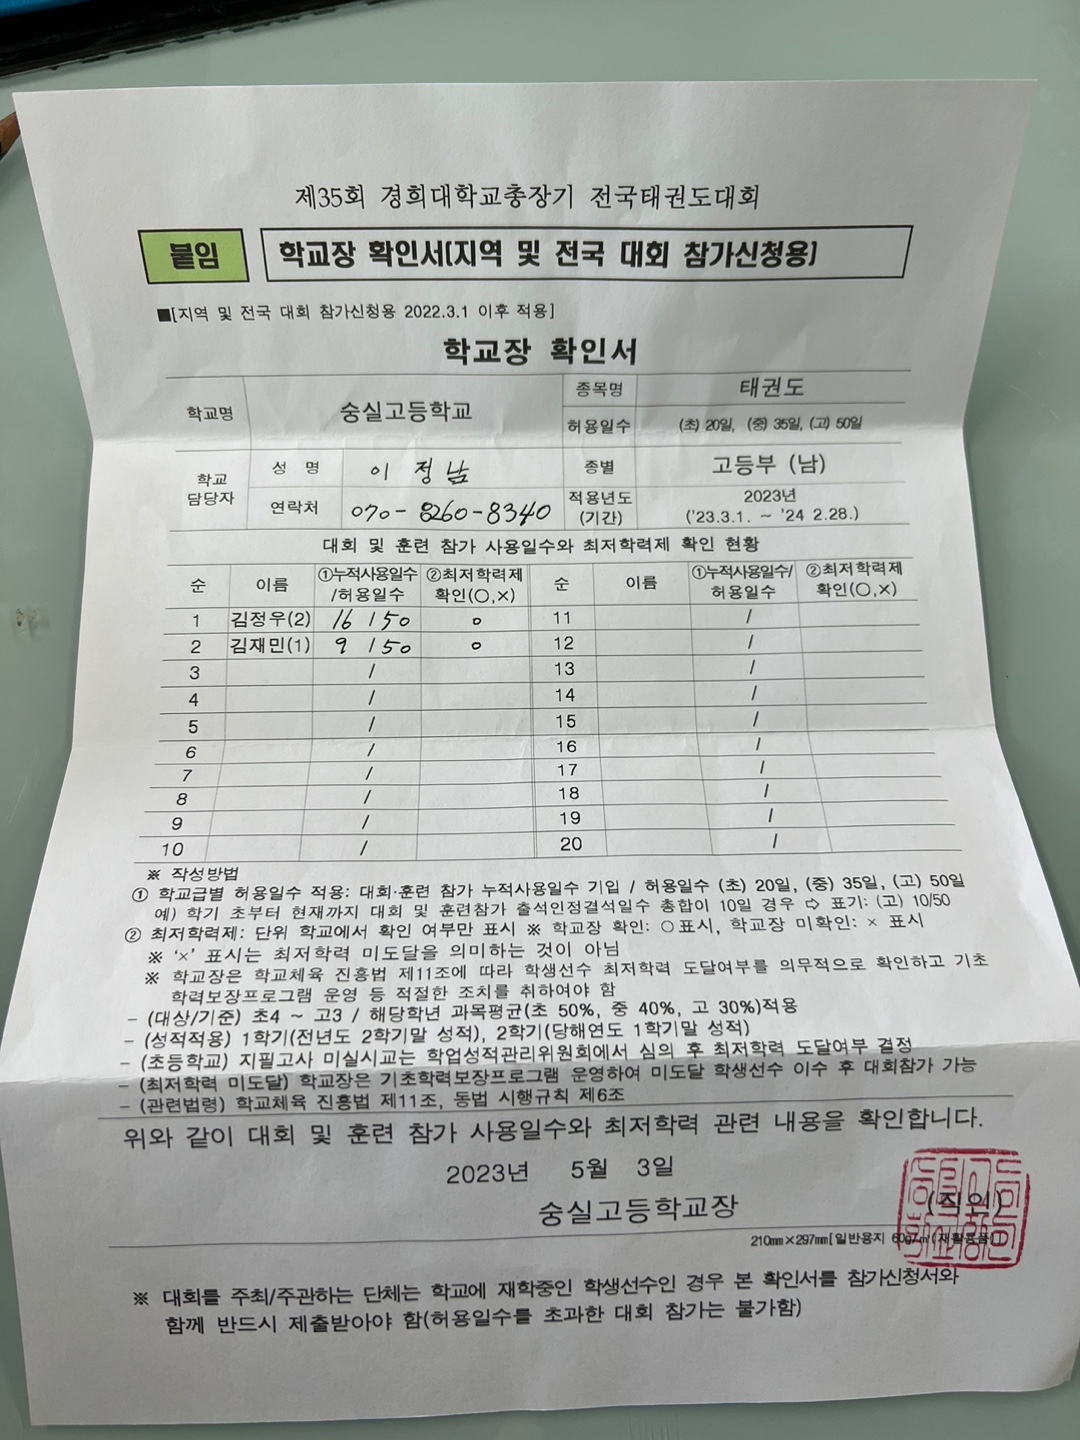 제35회 경희대학교총장기 전국태권도대회
붙임 학교장 확인서(지역 및 전국 대회 참가신청용)
■[지역 및 전국 대회 참가신청용 2022.3.1 이후 적용]
학교장 확인서
학교명 숭실고등학교 종목명 태권도
허용일수 (초) 20일, (중) 35일, (고) 50일
학교 담당자 성 명 이 정 남 종별 고등부 (남)
연락처 070-8260-8340 적용년도 (기간) 2023년 ('23.3.1. ~ '24 2.28.)
대회 및 훈련 참가 사용일수와 최저학력제 확인 현황
순 이름 ①누적사용일수/허용일수 ②최저학력제 확인(○,×) 순 이름 ①누적사용일수/허용일수 ②최저학력제 확인(○,×)
1 김정우(2) 16 / 50 ○ 11 /
2 김재민(1) 9 / 50 ○ 12 /
3 / 13 /
4 / 14 /
5 / 15 /
6 / 16 /
7 / 17 /
8 / 18 /
9 / 19 /
10 / 20 /
※ 작성방법
① 학교급별 허용일수 적용: 대회·훈련 참가 누적사용일수 기입 / 허용일수 (초) 20일, (중) 35일, (고) 50일
예) 학기 초부터 현재까지 대회 및 훈련참가 출석인정결석일수 총합이 10일 경우 ⇨ 표기: (고) 10/50
② 최저학력제: 단위 학교에서 확인 여부만 표시 ※ 학교장 확인: ○표시, 학교장 미확인: × 표시
※ '×' 표시는 최저학력 미도달을 의미하는 것이 아님
※ 학교장은 학교체육 진흥법 제11조에 따라 학생선수 최저학력 도달여부를 의무적으로 확인하고 기초
학력보장프로그램 운영 등 적절한 조치를 취하여야 함
- (대상/기준) 초4 ~ 고3 / 해당학년 과목평균(초 50%, 중 40%, 고 30%)적용
- (성적적용) 1학기(전년도 2학기말 성적), 2학기(당해연도 1학기말 성적)
- (초등학교) 지필고사 미실시교는 학업성적관리위원회에서 심의 후 최저학력 도달여부 결정
- (최저학력 미도달) 학교장은 기초학력보장프로그램 운영하여 미도달 학생선수 이수 후 대회참가 가능
- (관련법령) 학교체육 진흥법 제11조, 동법 시행규칙 제6조
위와 같이 대회 및 훈련 참가 사용일수와 최저학력 관련 내용을 확인합니다.
2023년 5월 3일
숭실고등학교장 (직인)
210㎜×297㎜[일반용지 60g/㎡(재활용품)]
※ 대회를 주최/주관하는 단체는 학교에 재학중인 학생선수인 경우 본 확인서를 참가신청서와
함께 반드시 제출받아야 함(허용일수를 초과한 대회 참가는 불가함)